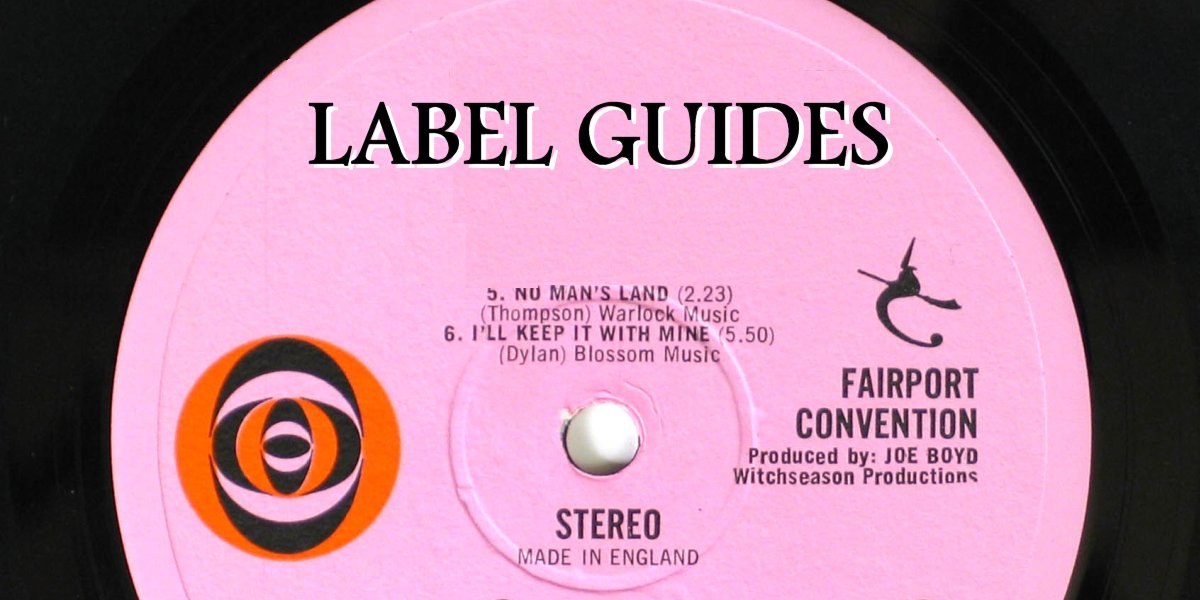 LABEL GUIDES
5. NO MAN'S LAND (2.23)
(Thompson) Warlock Music
6. I'LL KEEP IT WITH MINE (5.50)
(Dylan) Blossom Music
FAIRPORT
CONVENTION
Produced by: JOE BOYD
Witchseason Productions
STEREO
MADE IN ENGLAND